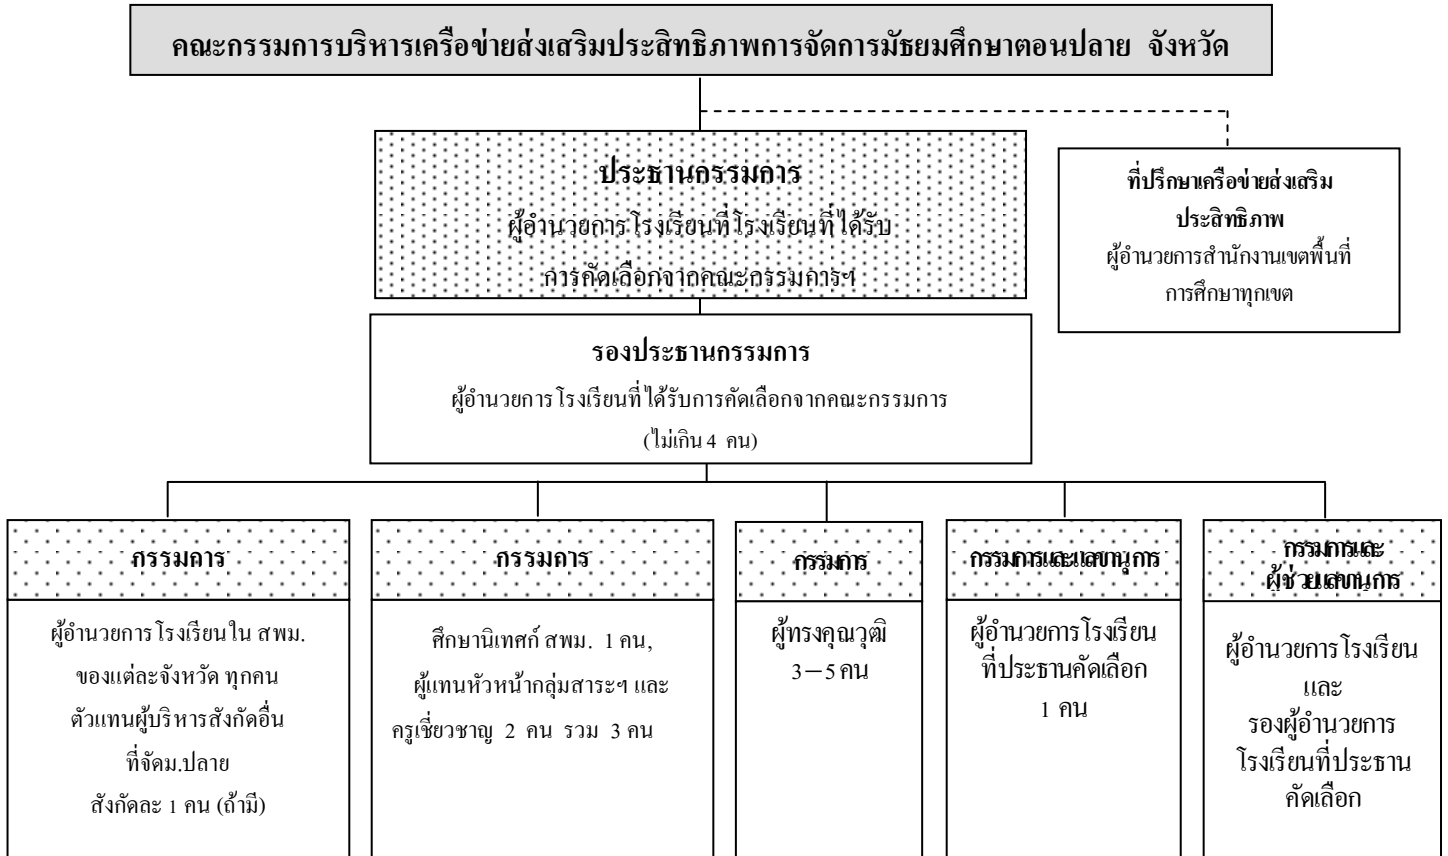 คณะกรรมการบริหารเครือข่ายส่งเสริมประสิทธิภาพการจัดการมัธยมศึกษาตอนปลาย จังหวัด
ประธานกรรมการ
ผู้อำนวยการโรงเรียนที่โรงเรียนที่ได้รับ
การคัดเลือกจากคณะกรรมการฯ
ที่ปรึกษาเครือข่ายส่งเสริม
ประสิทธิภาพ
ผู้อำนวยการสำนักงานเขตพื้นที่
การศึกษาทุกเขต
รองประธานกรรมการ
ผู้อำนวยการโรงเรียนที่ได้รับการคัดเลือกจากคณะกรรมการ
(ไม่เกิน 4 คน)
กรรมการ
ผู้อำนวยการโรงเรียนใน สพม.
ของแต่ละจังหวัด ทุกคน
ตัวแทนผู้บริหารสังกัดอื่น
ที่จัดม.ปลาย
สังกัดละ 1 คน (ถ้ามี)
กรรมการ
ศึกษานิเทศก์ สพม. 1 คน,
ผู้แทนหัวหน้ากลุ่มสาระฯ และ
ครูเชี่ยวชาญ 2 คน รวม 3 คน
กรรมการ
ผู้ทรงคุณวุฒิ
3–5 คน
กรรมการและเลขานุการ
ผู้อำนวยการโรงเรียน
ที่ประธานคัดเลือก
1 คน
กรรมการและ
ผู้ช่วยเลขานุการ
ผู้อำนวยการโรงเรียน
และ
รองผู้อำนวยการ
โรงเรียนที่ประธาน
คัดเลือก